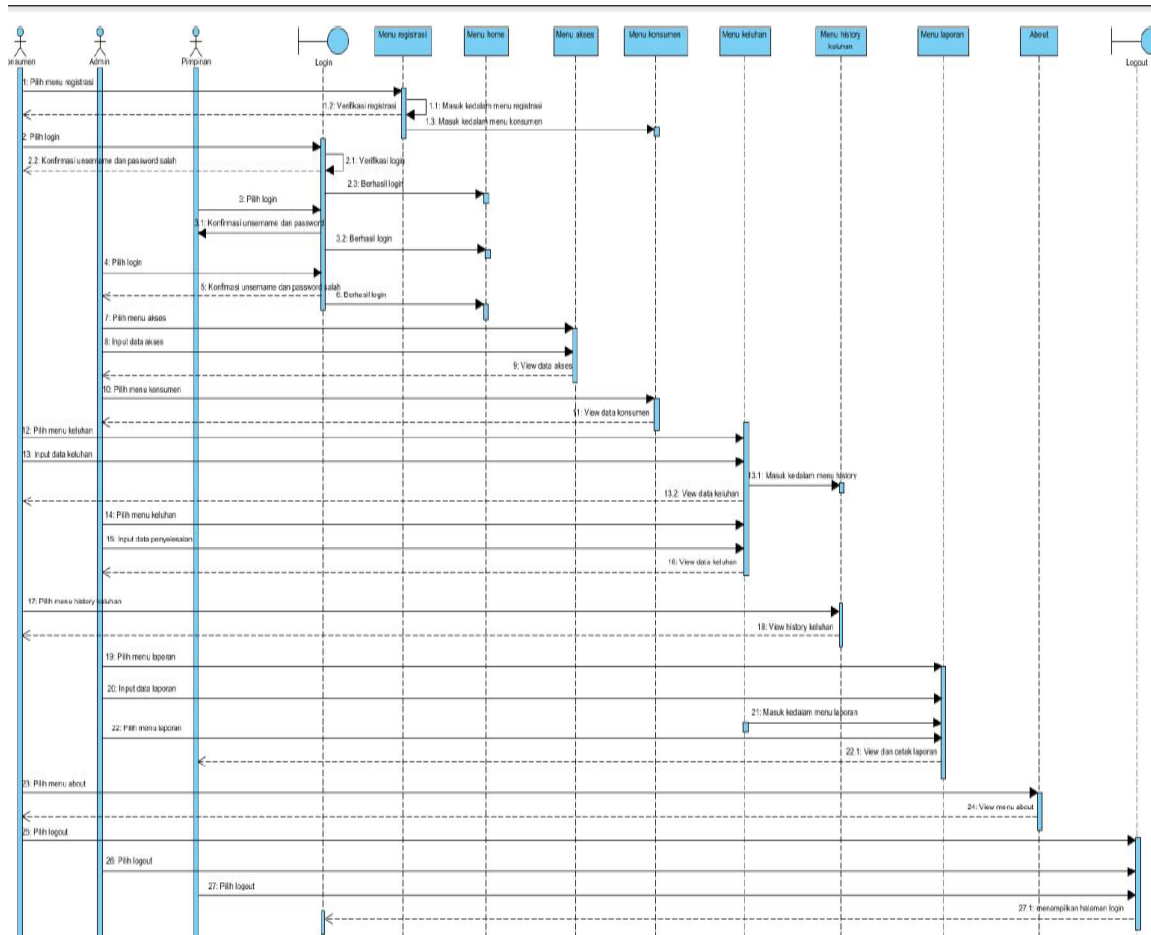 Menu registrasi
Menu home
Menu akses
Menu konsumen
Menu keluhan
Menu history
keluhan
Menu laporan
About
Admin
Pimpinan
Login
Logout
1: Pilih menu registrasi
1.1: Masuk kedalam menu registrasi
1.2: Verifikasi registrasi
1.3: Masuk kedalam menu konsumen
2: Pilih login
2.1: Verifikasi login
2.2: Konfirmasi unsername dan password salah
2.3: Berhasil login
3: Pilih login
3.1: Konfirmasi unsername dan password
3.2: Berhasil login
4: Pilih login
5: Konfirmasi unsername dan password salah
6: Berhasil login
7: Pilih menu akses
8: Input data akses
9: View data akses
10: Pilih menu konsumen
11: View data konsumen
12: Pilih menu keluhan
13: Input data keluhan
13.1: Masuk kedalam menu history
13.2: View data keluhan
14: Pilih menu keluhan
15: Input data penyelesaian
16: View data keluhan
17: Pilih menu history keluhan
18: View history keluhan
19: Pilih menu laporan
20: Input data laporan
21: Masuk kedalam menu laporan
22: Pilih menu laporan
22.1: View dan cetak laporan
23: Pilih menu about
24: View menu about
25: Pilih logout
26: Pilih logout
27: Pilih logout
27.1: menampilkan halaman login